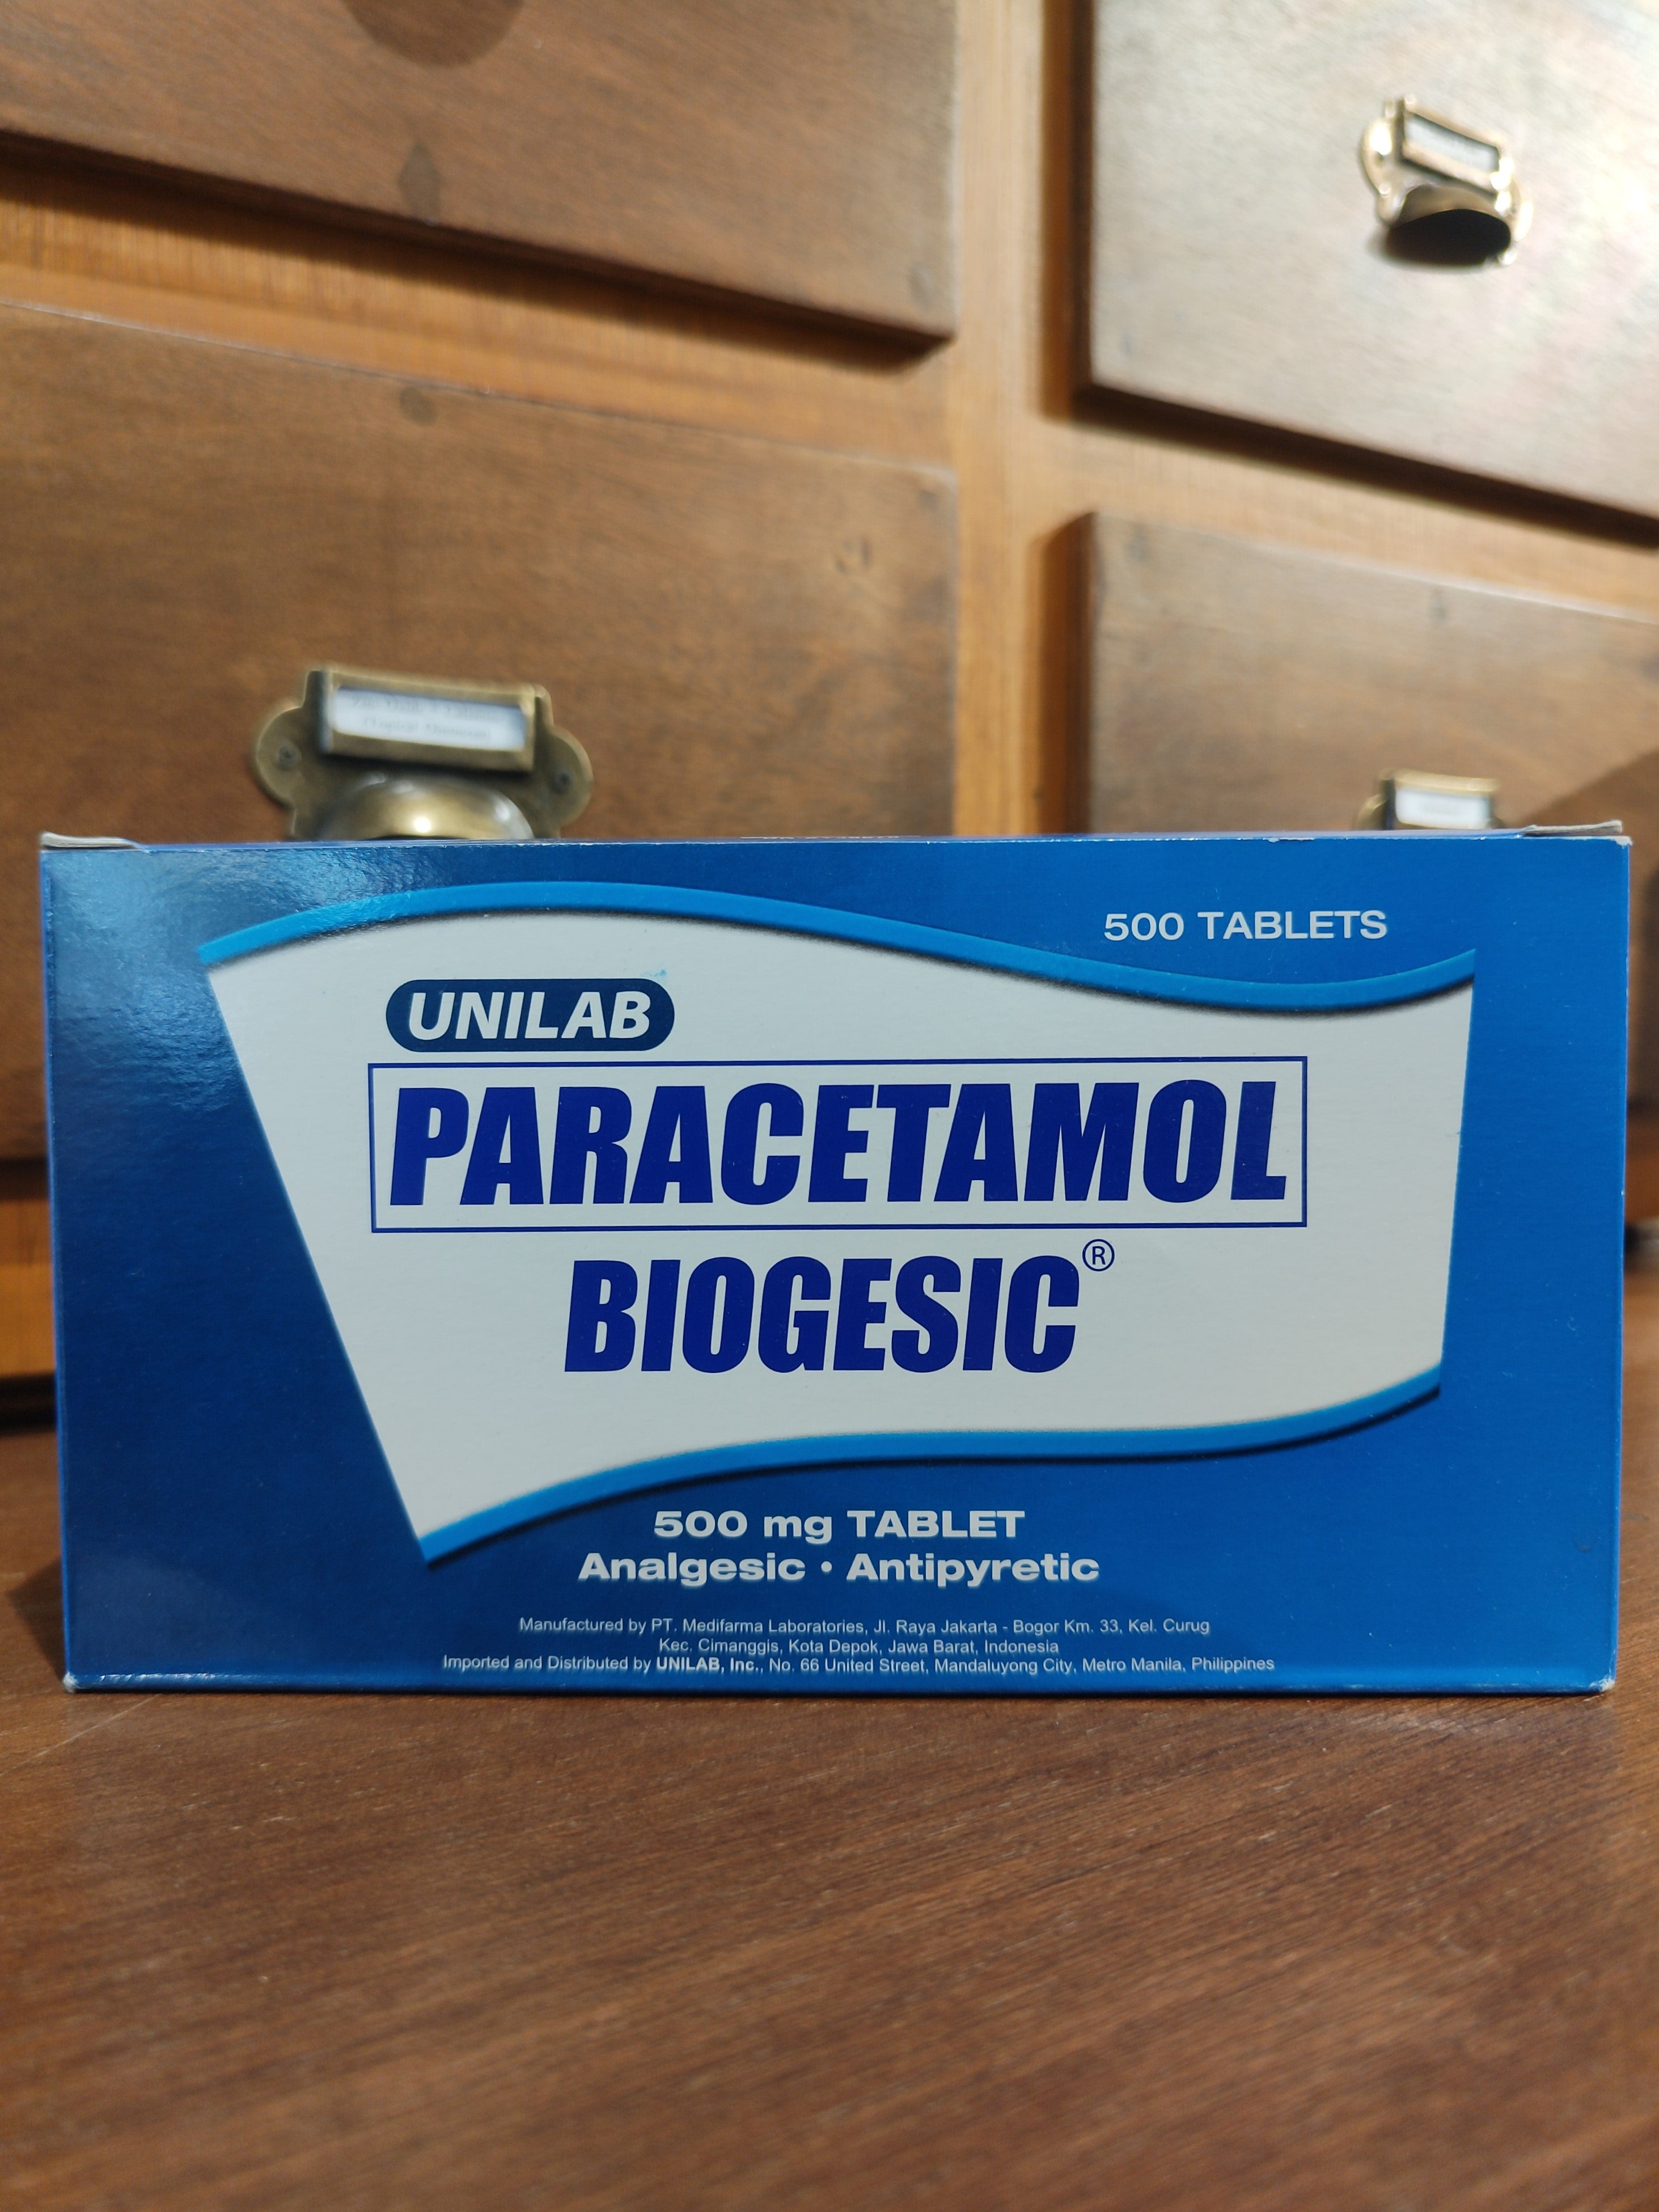 500 TABLETS
UNILAB
PARACETAMOL
BIOGESIC®
500 mg TABLET
Analgesic • Antipyretic
Manufactured by PT. Medifarma Laboratories, Jl. Raya Jakarta - Bogor Km. 33, Kel. Curug
Kec. Cimanggis, Kota Depok, Jawa Barat, Indonesia
Imported and Distributed by UNILAB, Inc., No. 66 United Street, Mandaluyong City, Metro Manila, Philippines